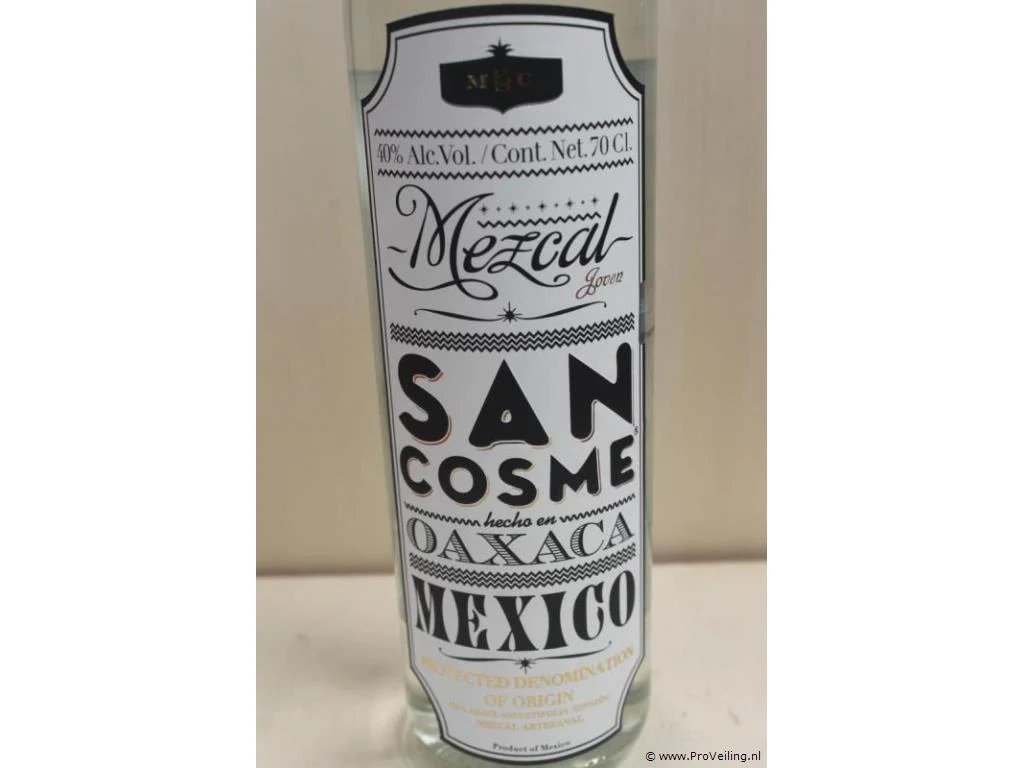 M C
40% Alc.Vol. / Cont. Net. 70 Cl.
Mezcal
Joven
SAN
COSME®
hecho en
OAXACA
MEXICO
PROTECTED DENOMINATION
OF ORIGIN
MEZCAL ARTESANAL
Product of Mexico
© www.ProVeiling.nl